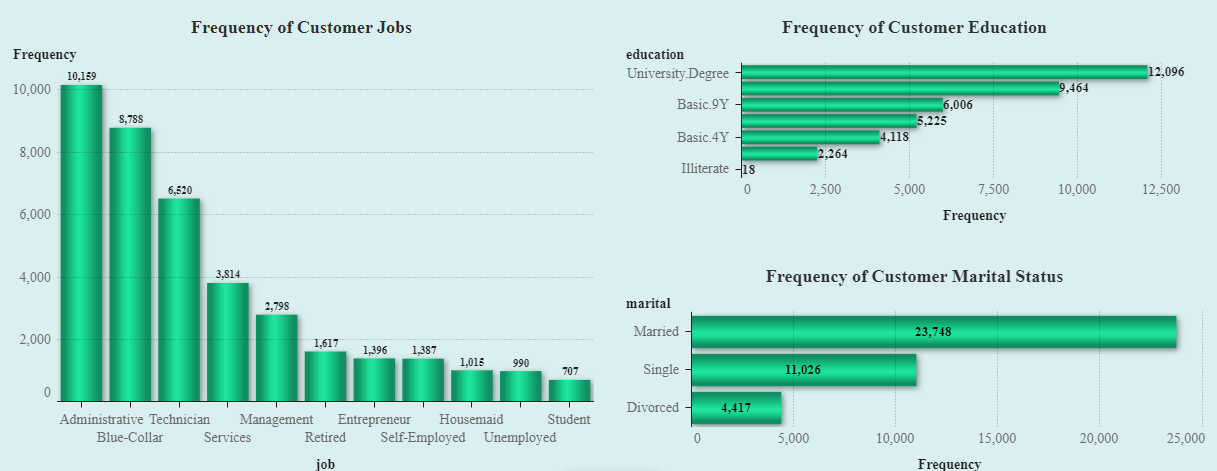 Frequency of Customer Jobs
Frequency
10,159
10,000
8,788
8,000
6,520
6,000
3,814
4,000
2,798
2,000
1,617
1,396
1,387
1,015
990
707
0
Administrative Technician Management Entrepreneur Housemaid Student
Blue-Collar Services Retired Self-Employed Unemployed
job
Frequency of Customer Education
education
University.Degree 12,096
9,464
Basic.9Y 6,006
5,225
Basic.4Y 4,118
2,264
Illiterate 18
0 2,500 5,000 7,500 10,000 12,500
Frequency
Frequency of Customer Marital Status
marital
Married 23,748
Single 11,026
Divorced 4,417
0 5,000 10,000 15,000 20,000 25,000
Frequency